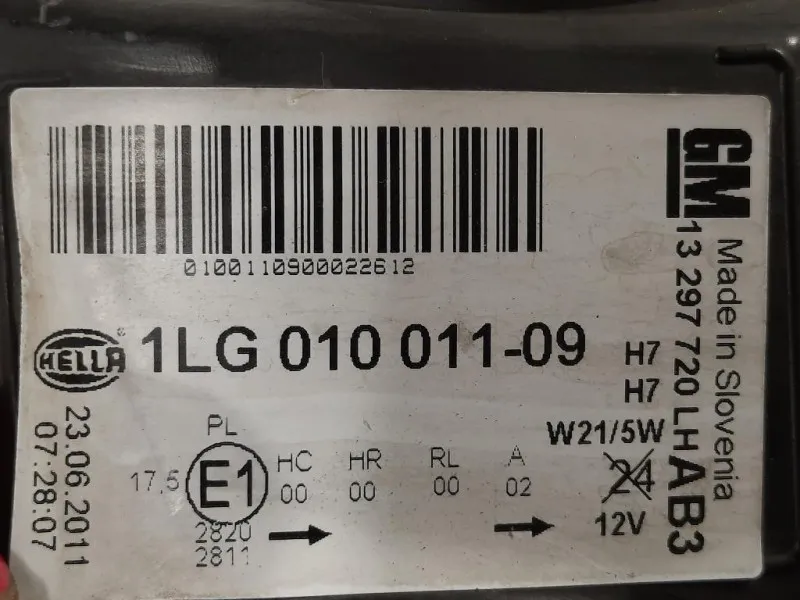 0100110900022612
HELLA ® 1LG 010 011-09
H7
H7
W21/5W
24
12V
PL
17,5 E1 HC HR RL A
00 00 00 02
2820
2811
23.06.2011
07:28:07
GM
13 297 720 LH AB3
Made in Slovenia